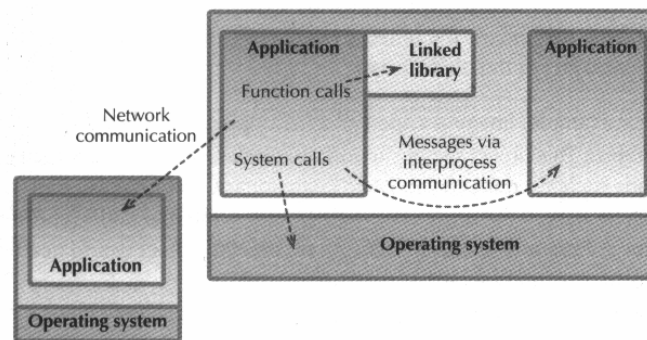 Application
Linked
library
Application
Function calls
Network
communication
System calls
Messages via
interprocess
communication
Operating system
Application
Operating system